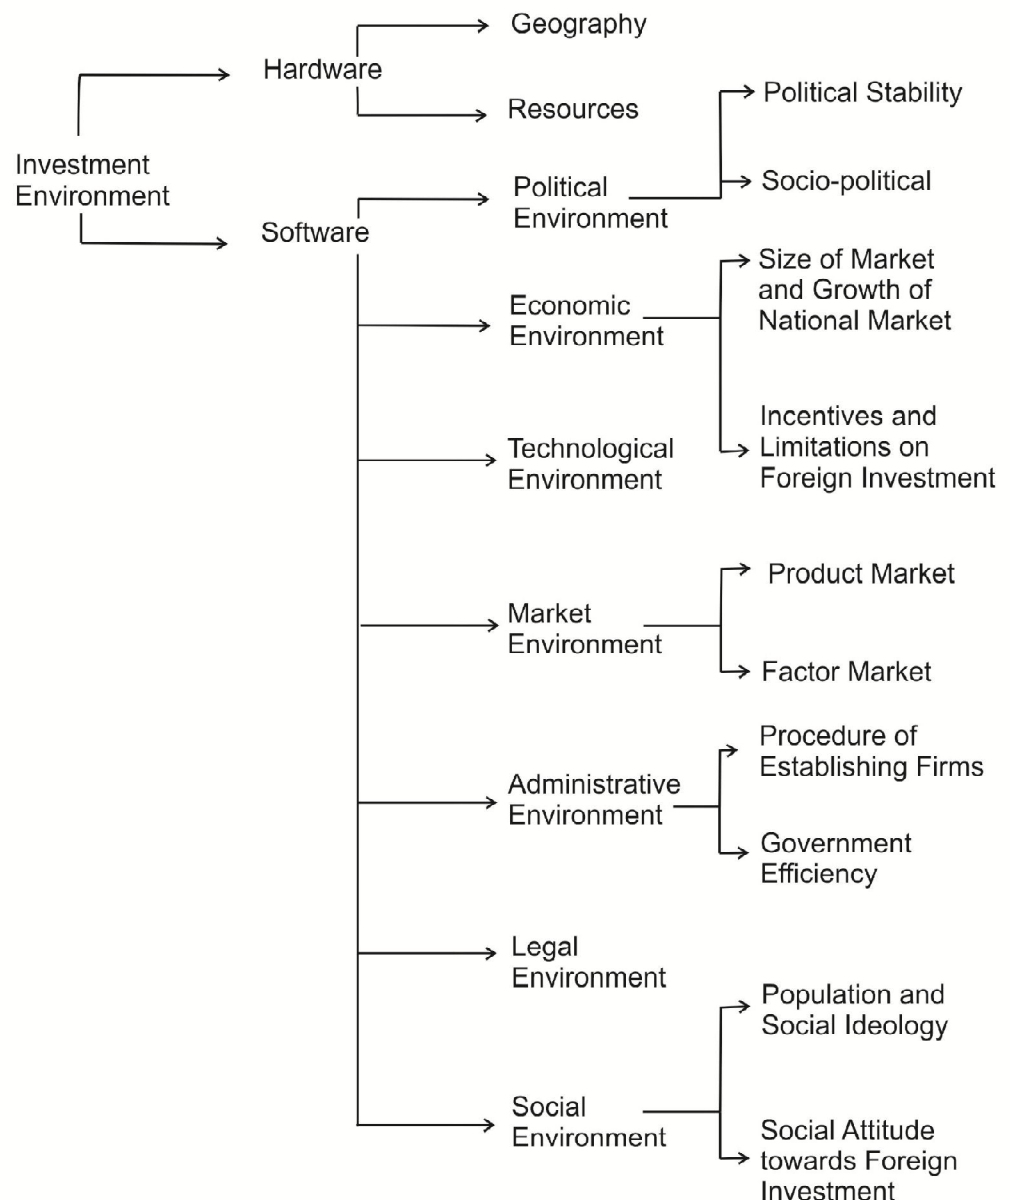 Geography
Hardware
Resources
Investment
Environment
Software
Political
Environment
Political Stability
Socio-political
Economic
Environment
Size of Market
and Growth of
National Market
Incentives and
Limitations on
Foreign Investment
Technological
Environment
Market
Environment
Product Market
Factor Market
Administrative
Environment
Procedure of
Establishing Firms
Government
Efficiency
Legal
Environment
Social
Environment
Population and
Social Ideology
Social Attitude
towards Foreign
Investment